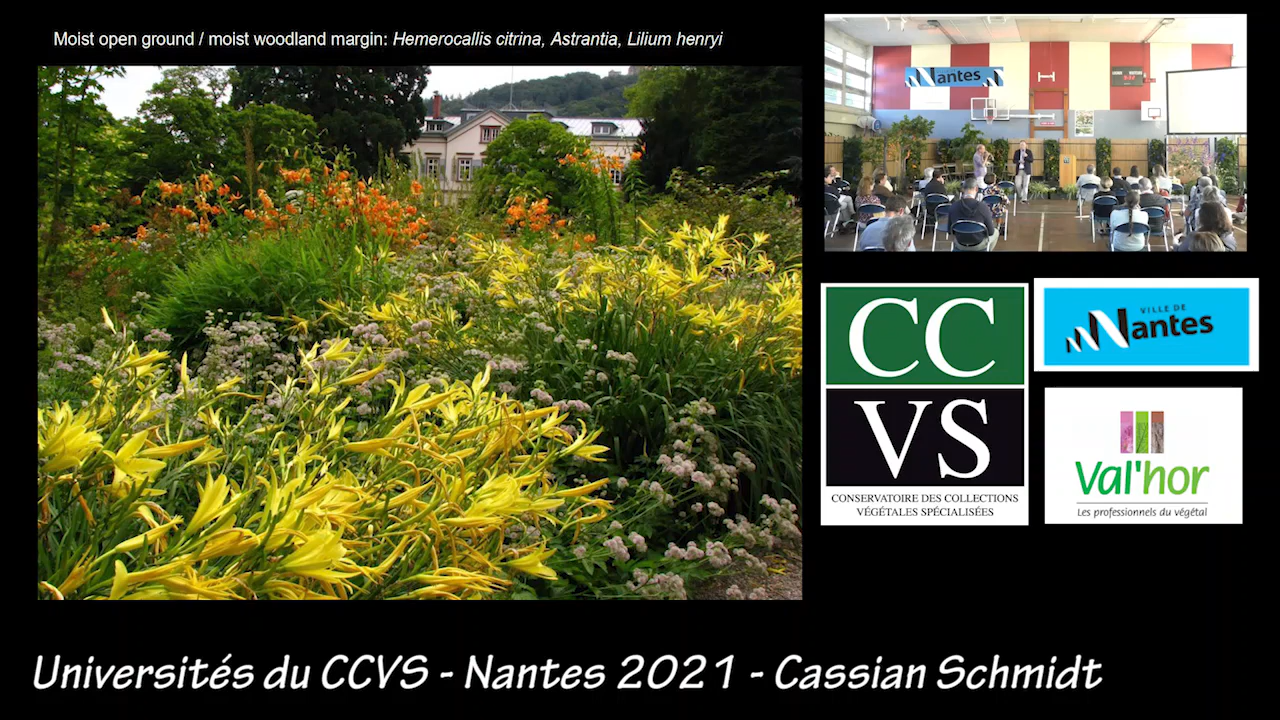 Moist open ground / moist woodland margin: Hemerocallis citrina, Astrantia, Lilium henryi
Nantes
CC
VS
CONSERVATOIRE DES COLLECTIONS
VÉGÉTALES SPÉCIALISÉES
VILLE DE
Nantes
Val'hor
Les professionnels du végétal
Universités du CCVS - Nantes 2021 - Cassian Schmidt